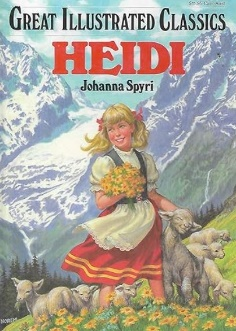 GREAT ILLUSTRATED CLASSICS
HEIDI
Johanna Spyri